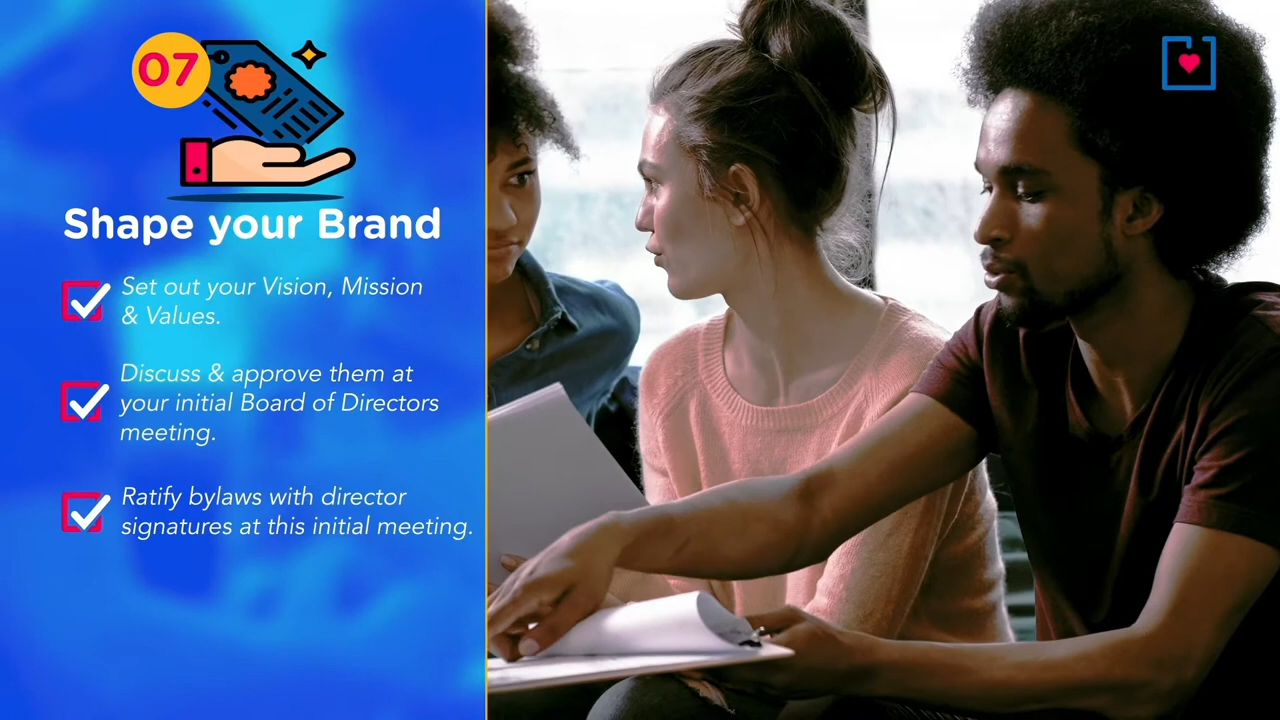 07
Shape your Brand
Set out your Vision, Mission
& Values.
Discuss & approve them at
your initial Board of Directors
meeting.
Ratify bylaws with director
signatures at this initial meeting.